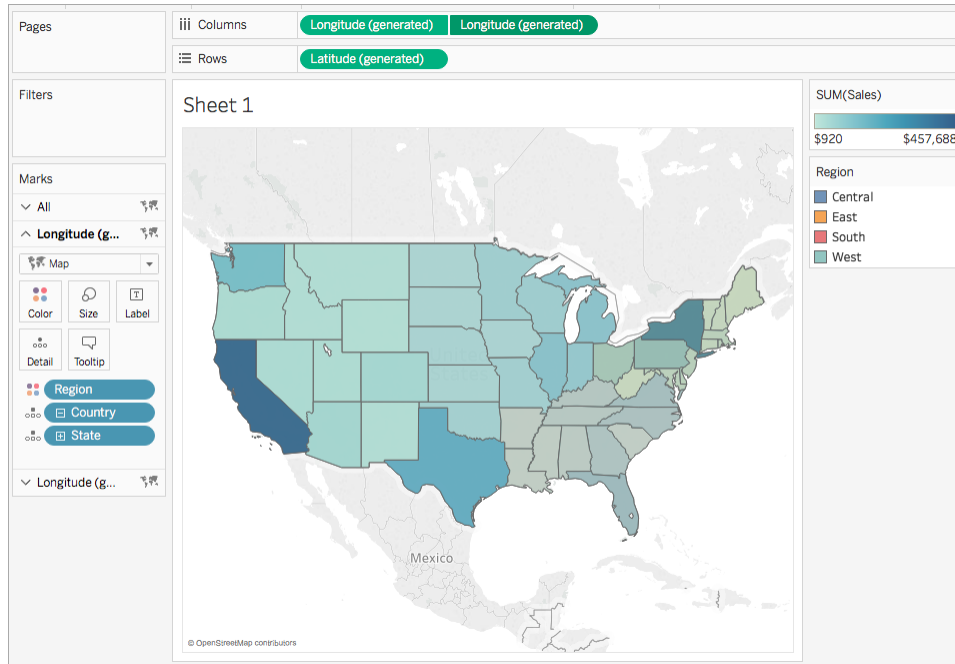 Pages
Columns
Longitude (generated)
Longitude (generated)
Rows
Latitude (generated)
Filters
Sheet 1
SUM(Sales)
$920
$457,688
Region
Central
East
South
West
Marks
All
Longitude (g...
Map
Color
Size
T
Label
Detail
Tooltip
Region
Country
State
Longitude (g...
Mexico
© OpenStreetMap contributors